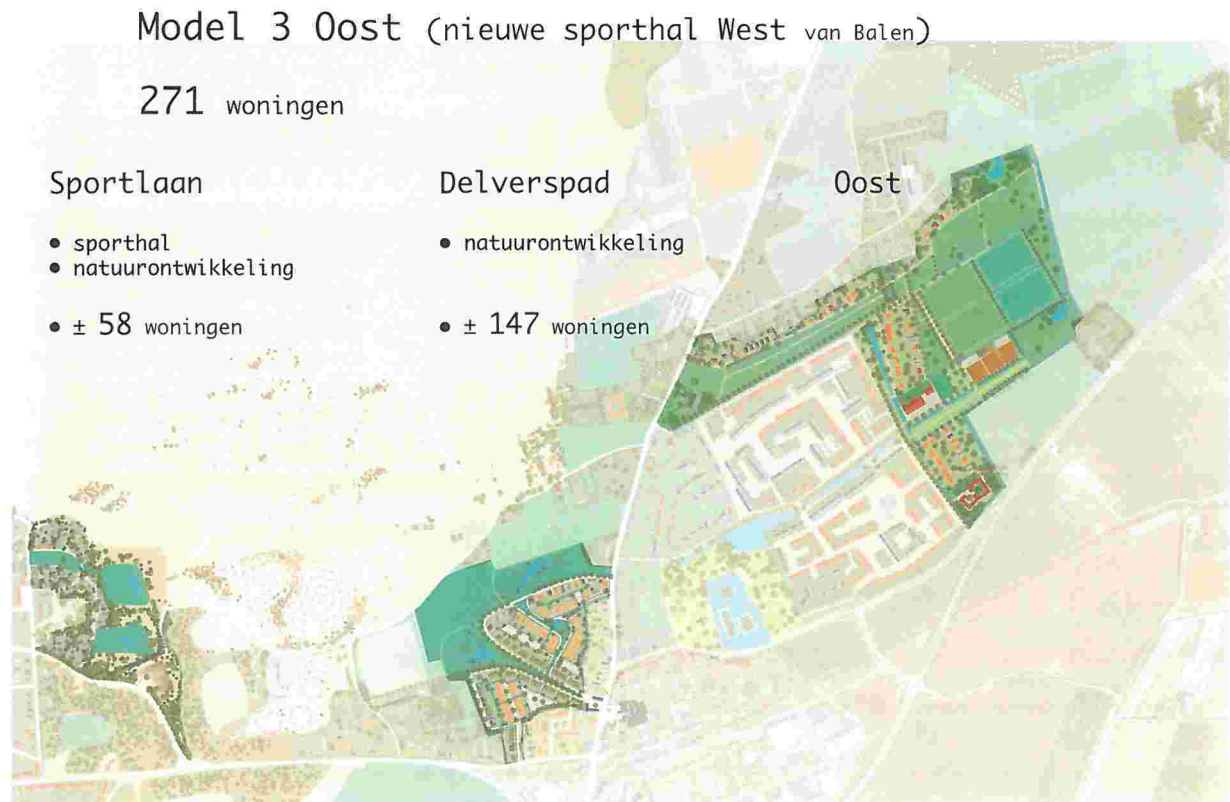 Model 3 Oost (nieuwe sporthal West van Balen)
271 woningen
Sportlaan
• sporthal
• natuurontwikkeling
• ± 58 woningen
Delverspad
• natuurontwikkeling
• ± 147 woningen
Oost